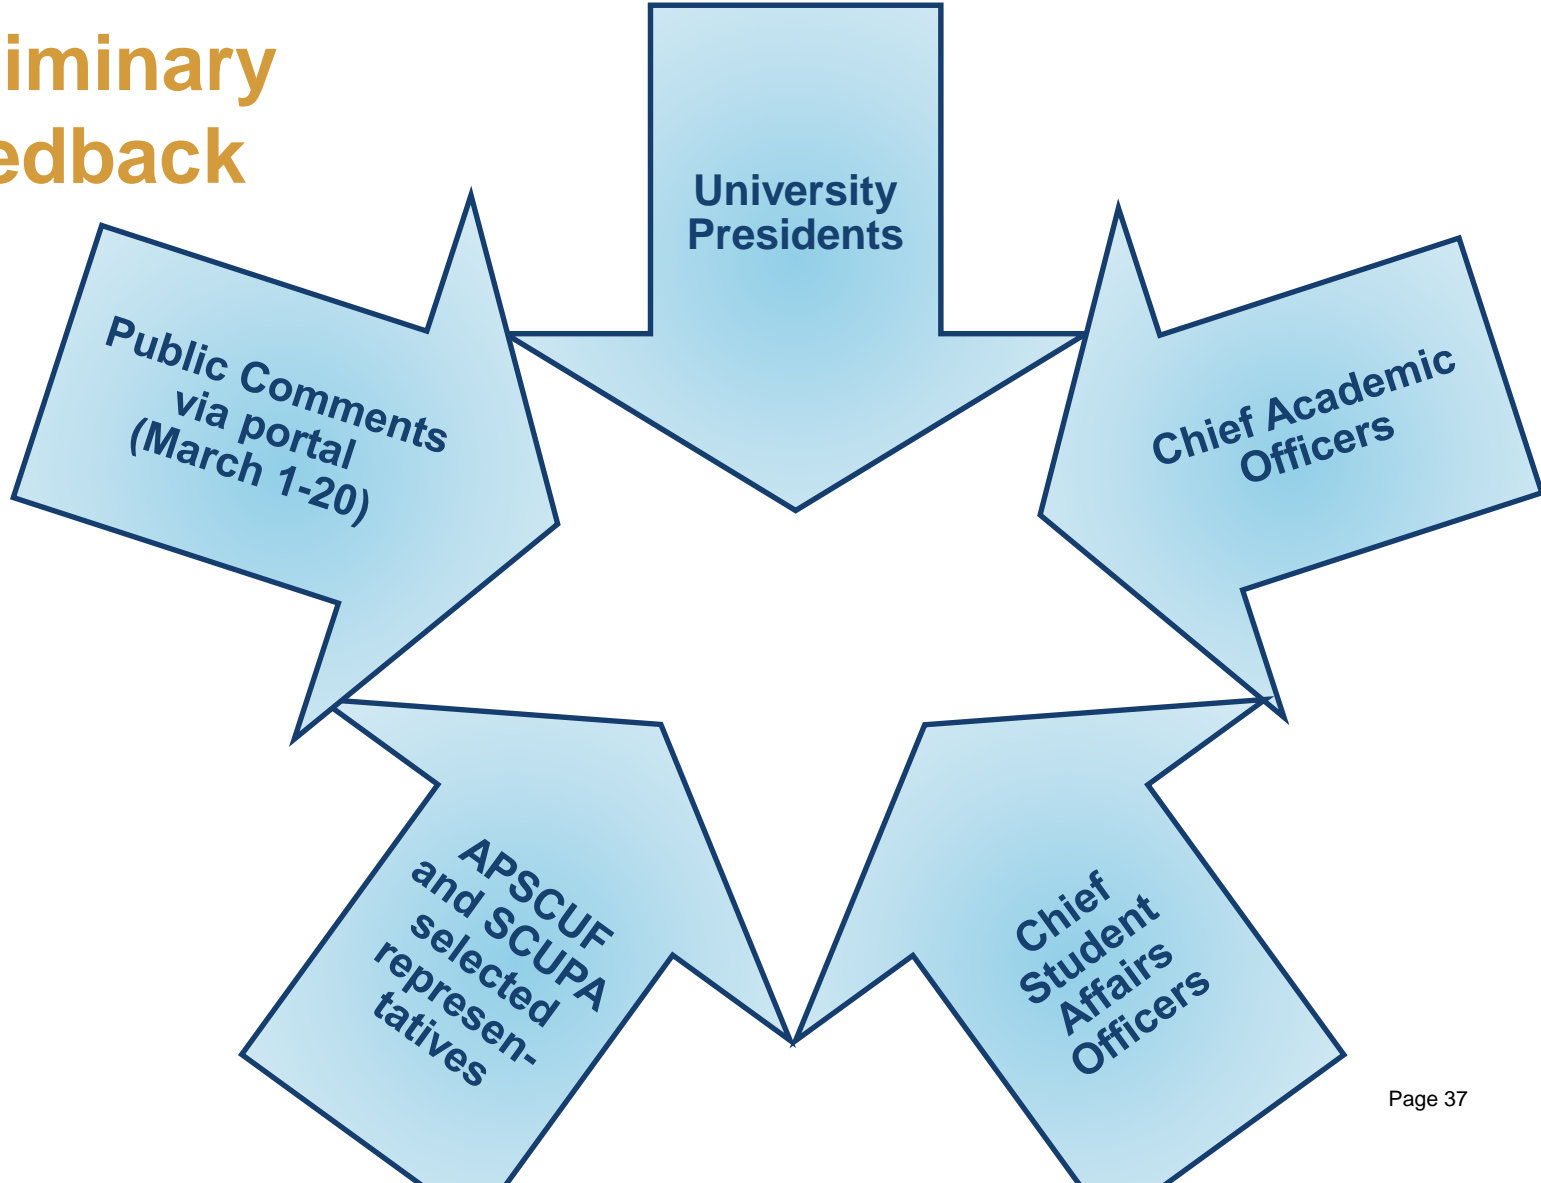 iminary
edback
University
Presidents
Public Comments
via portal
(March 1-20)
Chief Academic
Officers
APSCUF
and SCUPA
selected
represen-
tatives
Chief
Student
Affairs
Officers
Page 37